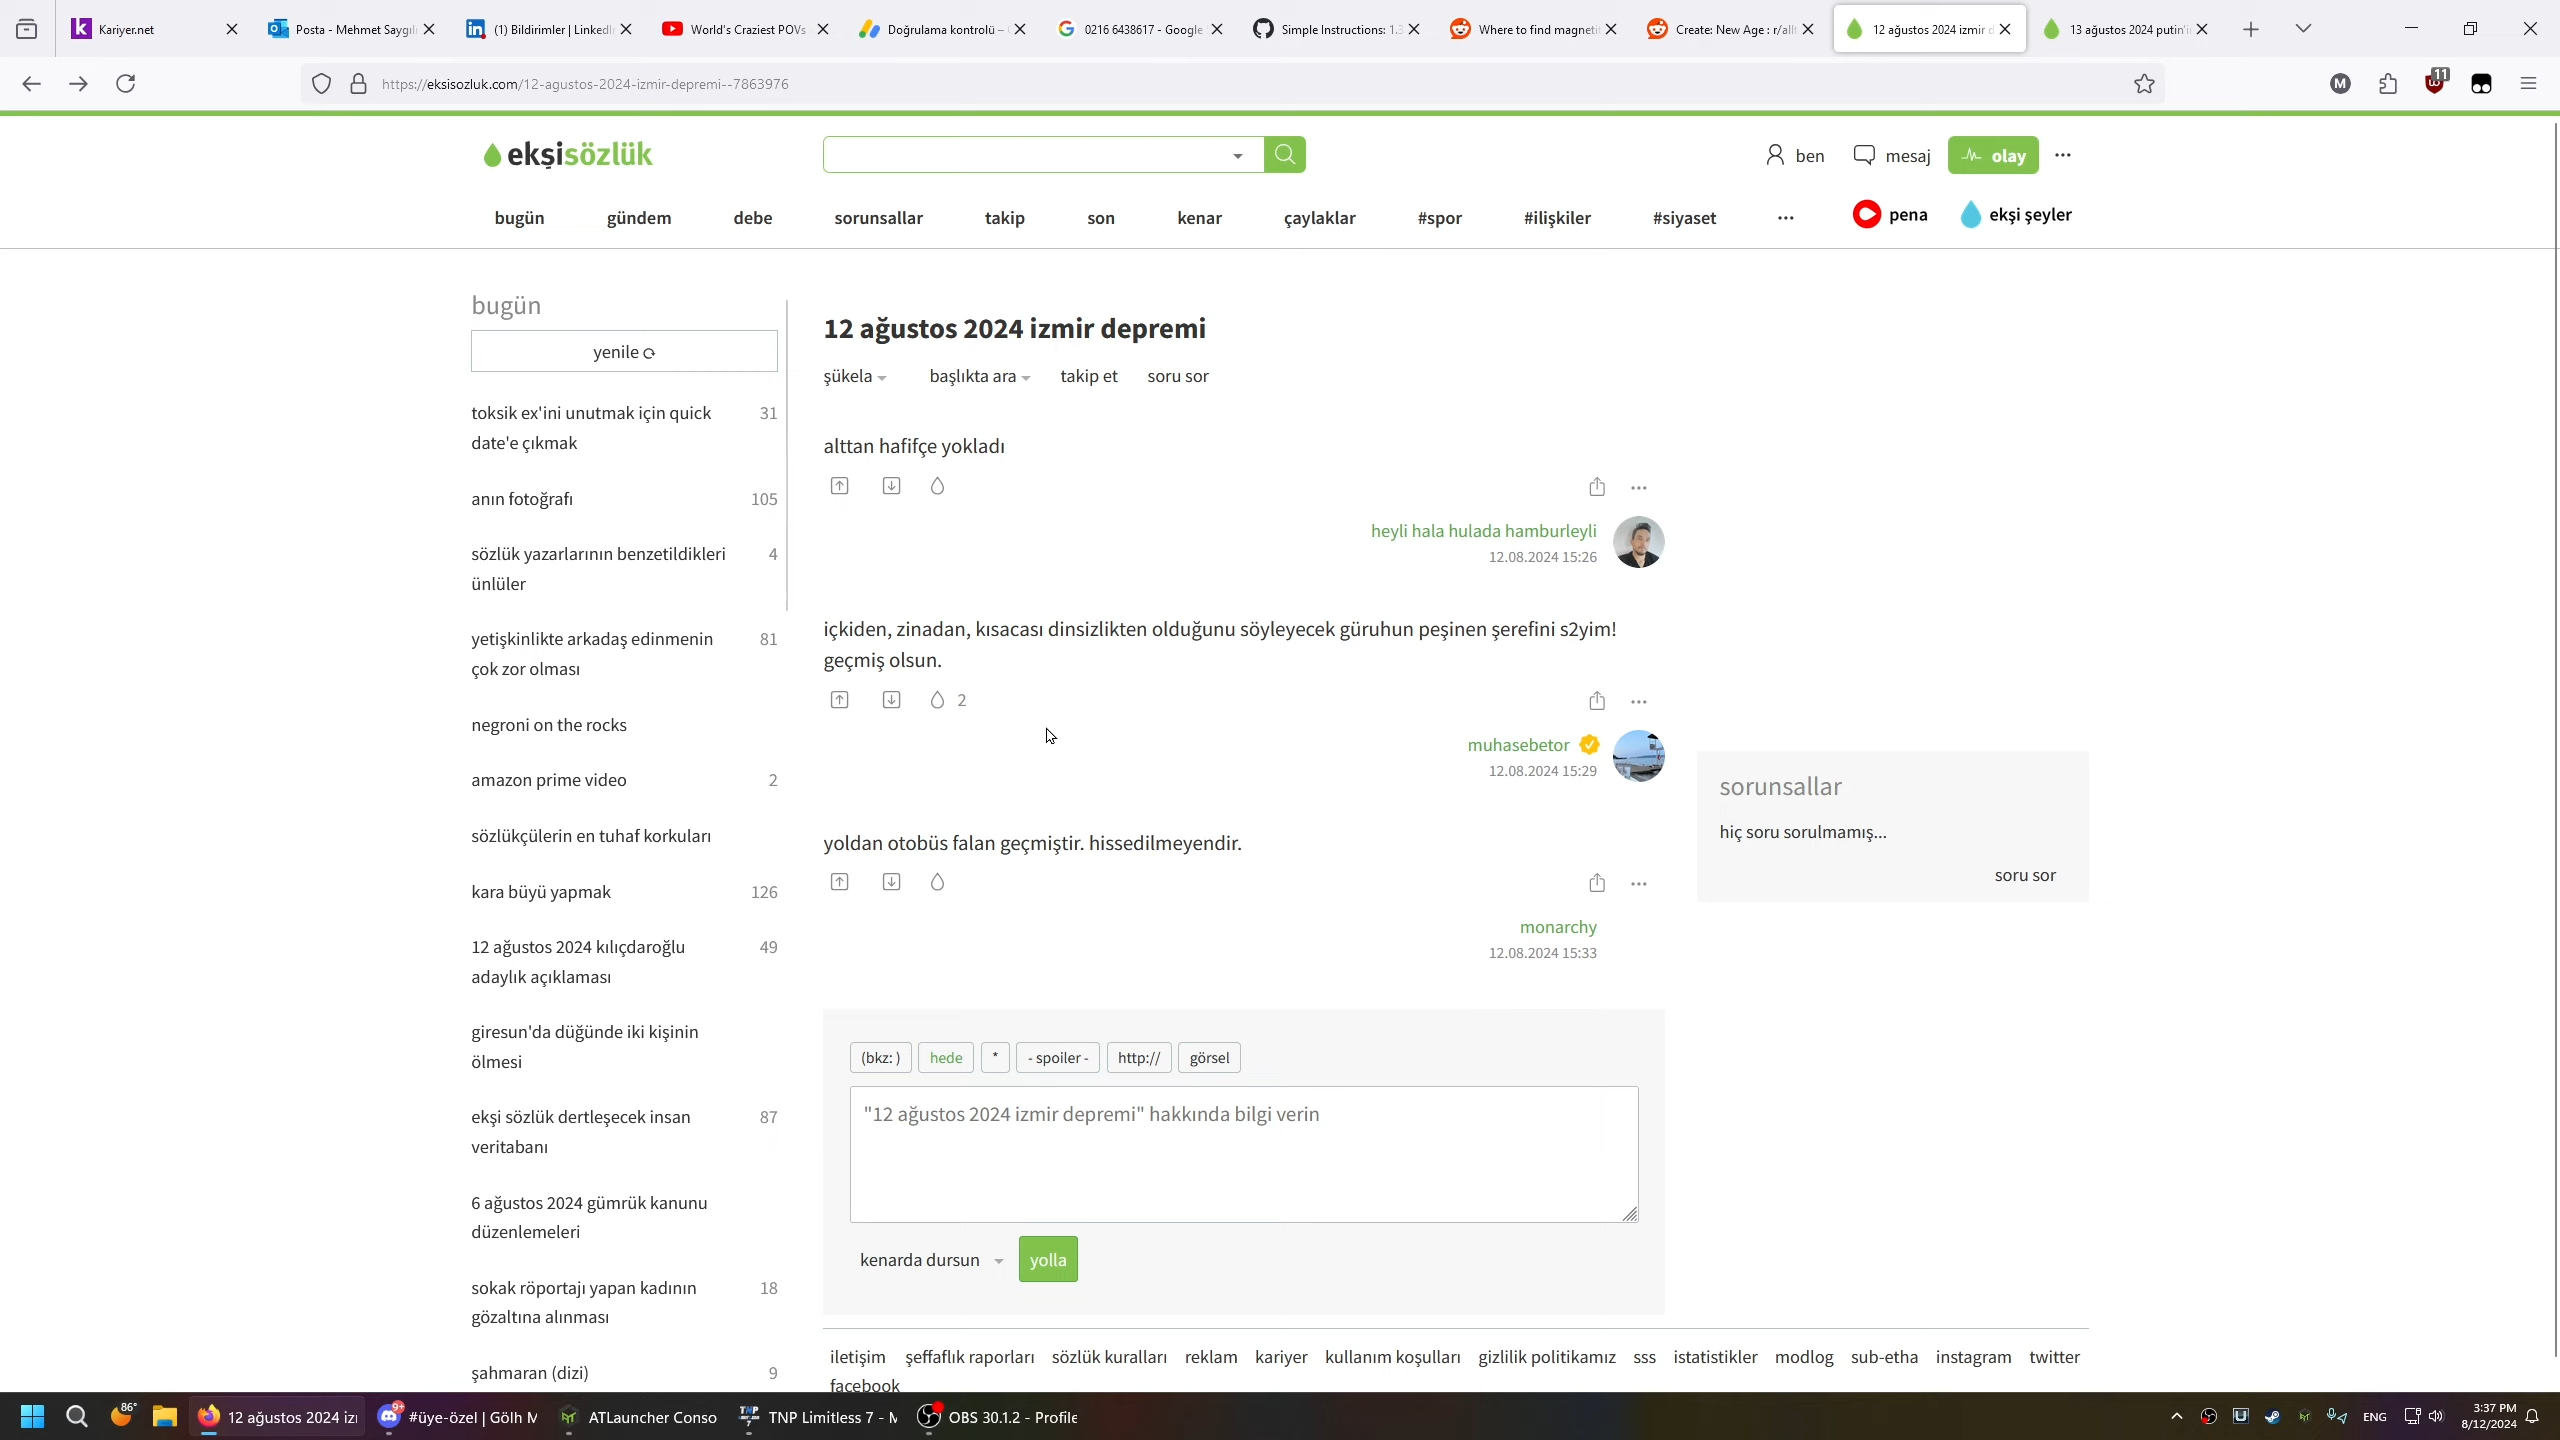 Kariyer.net
Posta - Mehmet Saygılı
(1) Bildirimler | LinkedIn
World's Craziest POVs
Doğrulama kontrolü –
0216 6438617 - Google
Simple Instructions: 1.
Where to find magneti
Create: New Age : r/all
12 ağustos 2024 izmir d
13 ağustos 2024 putin'i
https://eksisozluk.com/12-agustos-2024-izmir-depremi--7863976
M
11
ekşisözlük
ben
mesaj
olay
bugün
gündem
debe
sorunsallar
takip
son
kenar
çaylaklar
#spor
#ilişkiler
#siyaset
pena
ekşi şeyler
bugün
yenile
toksik ex'ini unutmak için quick 31
date'e çıkmak
anın fotoğrafı 105
sözlük yazarlarının benzetildikleri 4
ünlüler
yetişkinlikte arkadaş edinmenin 81
çok zor olması
negroni on the rocks
amazon prime video 2
sözlükçülerin en tuhaf korkuları
kara büyü yapmak 126
12 ağustos 2024 kılıçdaroğlu 49
adaylık açıklaması
giresun'da düğünde iki kişinin
ölmesi
ekşi sözlük dertleşecek insan 87
veritabanı
6 ağustos 2024 gümrük kanunu
düzenlemeleri
sokak röportajı yapan kadının 18
gözaltına alınması
şahmaran (dizi) 9
12 ağustos 2024 izmir depremi
şükela
başlıkta ara
takip et
soru sor
alttan hafifçe yokladı
heyli hala hulada hamburleyli
12.08.2024 15:26
içkiden, zinadan, kısacası dinsizlikten olduğunu söyleyecek güruhun peşinen şerefini s2yim!
geçmiş olsun.
2
muhasebetor
12.08.2024 15:29
yoldan otobüs falan geçmiştir. hissedilmeyendir.
monarchy
12.08.2024 15:33
sorunsallar
hiç soru sorulmamış...
soru sor
(bkz: )
hede
*
- spoiler -
http://
görsel
"12 ağustos 2024 izmir depremi" hakkında bilgi verin
kenarda dursun
yolla
iletişim şeffaflık raporları sözlük kuralları reklam kariyer kullanım koşulları gizlilik politikamız sss istatistikler modlog sub-etha instagram twitter
facebook
86°
12 ağustos 2024 izı
9+
#üye-özel | Gölh M
ATLauncher Conso
TNP Limitless 7 - M
OBS 30.1.2 - Profile
ENG
3:37 PM
8/12/2024